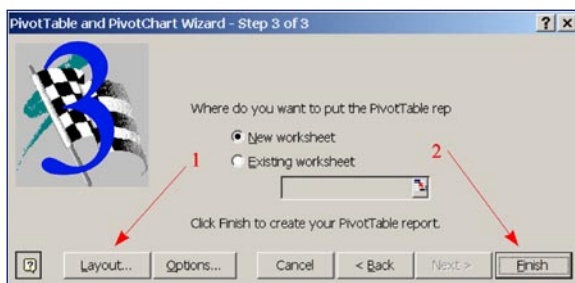 PivotTable and PivotChart Wizard - Step 3 of 3
? x
3
Where do you want to put the PivotTable rep
New worksheet
1
2
Existing worksheet
Click Finish to create your PivotTable report.
? Layout... Options... Cancel < Back Next > Finish